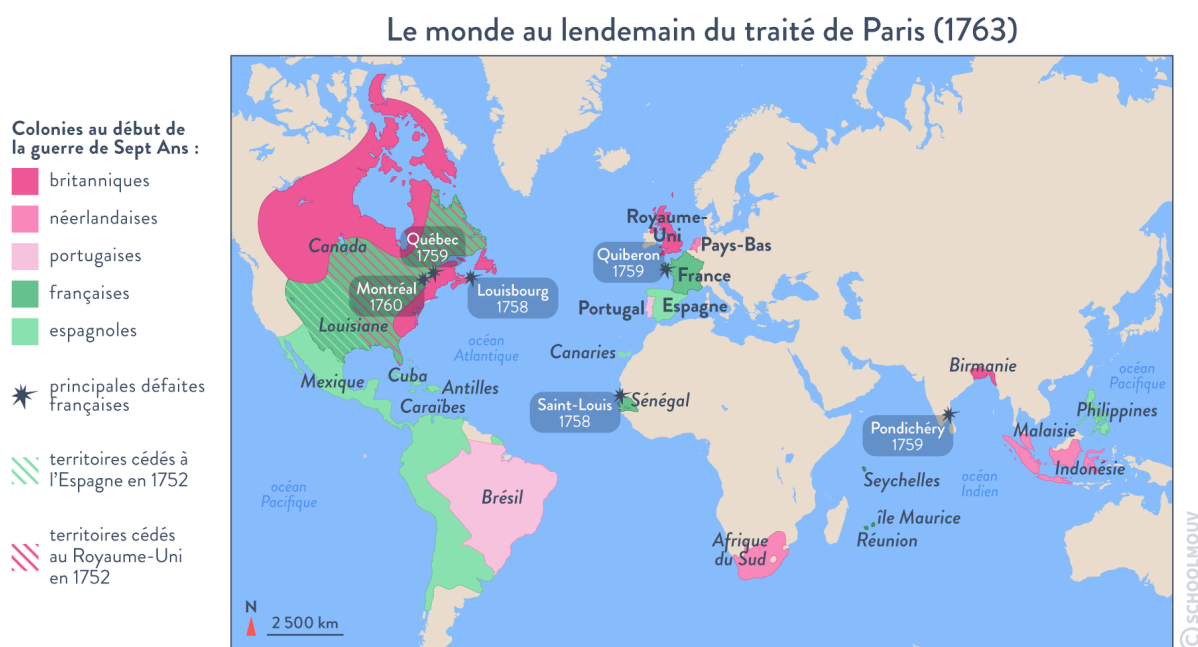 Le monde au lendemain du traité de Paris (1763)
Colonies au début de
la guerre de Sept Ans :
britanniques
néerlandaises
portugaises
françaises
espagnoles
principales défaites
françaises
territoires cédés à
l'Espagne en 1752
territoires cédés
au Royaume-Uni
en 1752
Canada
Québec
1759
Montréal
1760
Louisbourg
1758
Louisiane
océan
Atlantique
Mexique
Cuba
Antilles
Caraïbes
océan
Pacifique
Brésil
Royaume-
Uni
Pays-Bas
Quiberon
1759
France
Portugal
Espagne
Canaries
Saint-Louis
1758
Sénégal
Birmanie
océan
Pacifique
Philippines
Pondichéry
1759
Malaisie
Indonésie
Seychelles
océan
Indien
île Maurice
Réunion
Afrique
du Sud
N
2 500 km
© SCHOOLMOUV